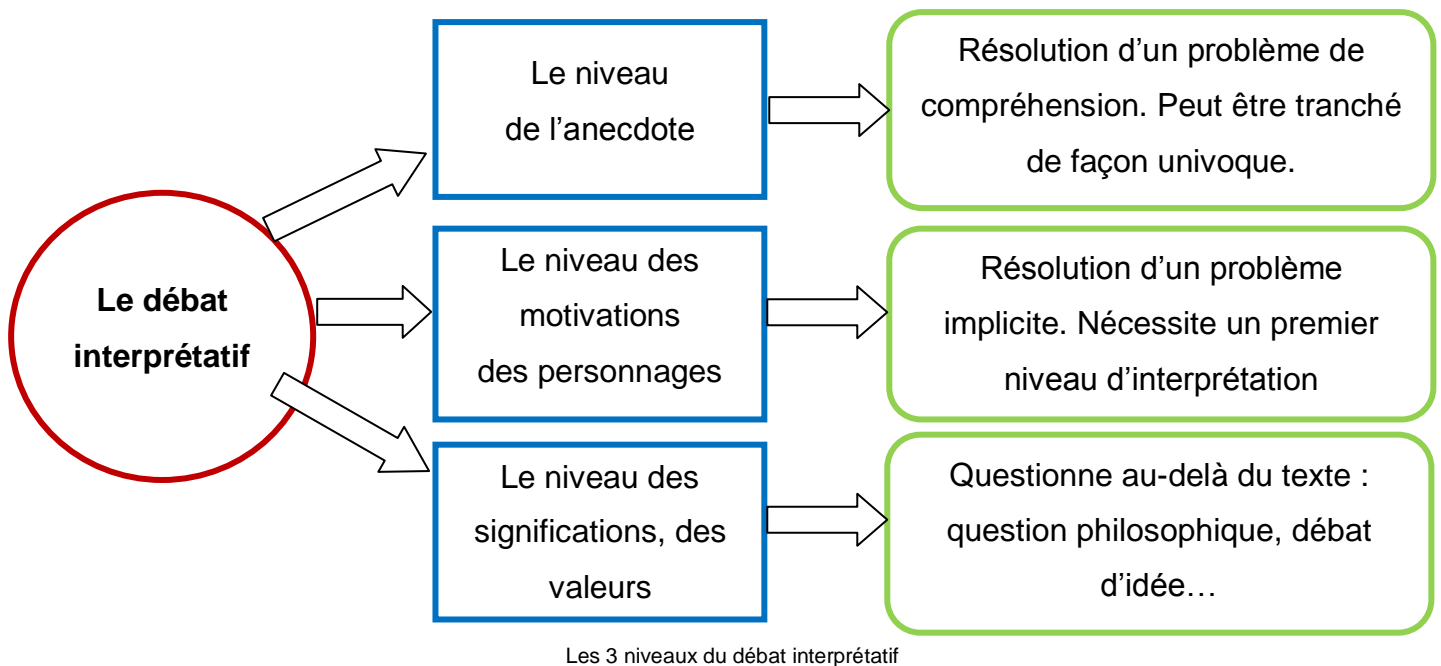 Le débat
interprétatif
Le niveau
de l’anecdote
Résolution d’un problème de
compréhension. Peut être tranché
de façon univoque.
Le niveau des
motivations
des personnages
Résolution d’un problème
implicite. Nécessite un premier
niveau d’interprétation
Le niveau des
significations, des
valeurs
Questionne au-delà du texte :
question philosophique, débat
d’idée…
Les 3 niveaux du débat interprétatif